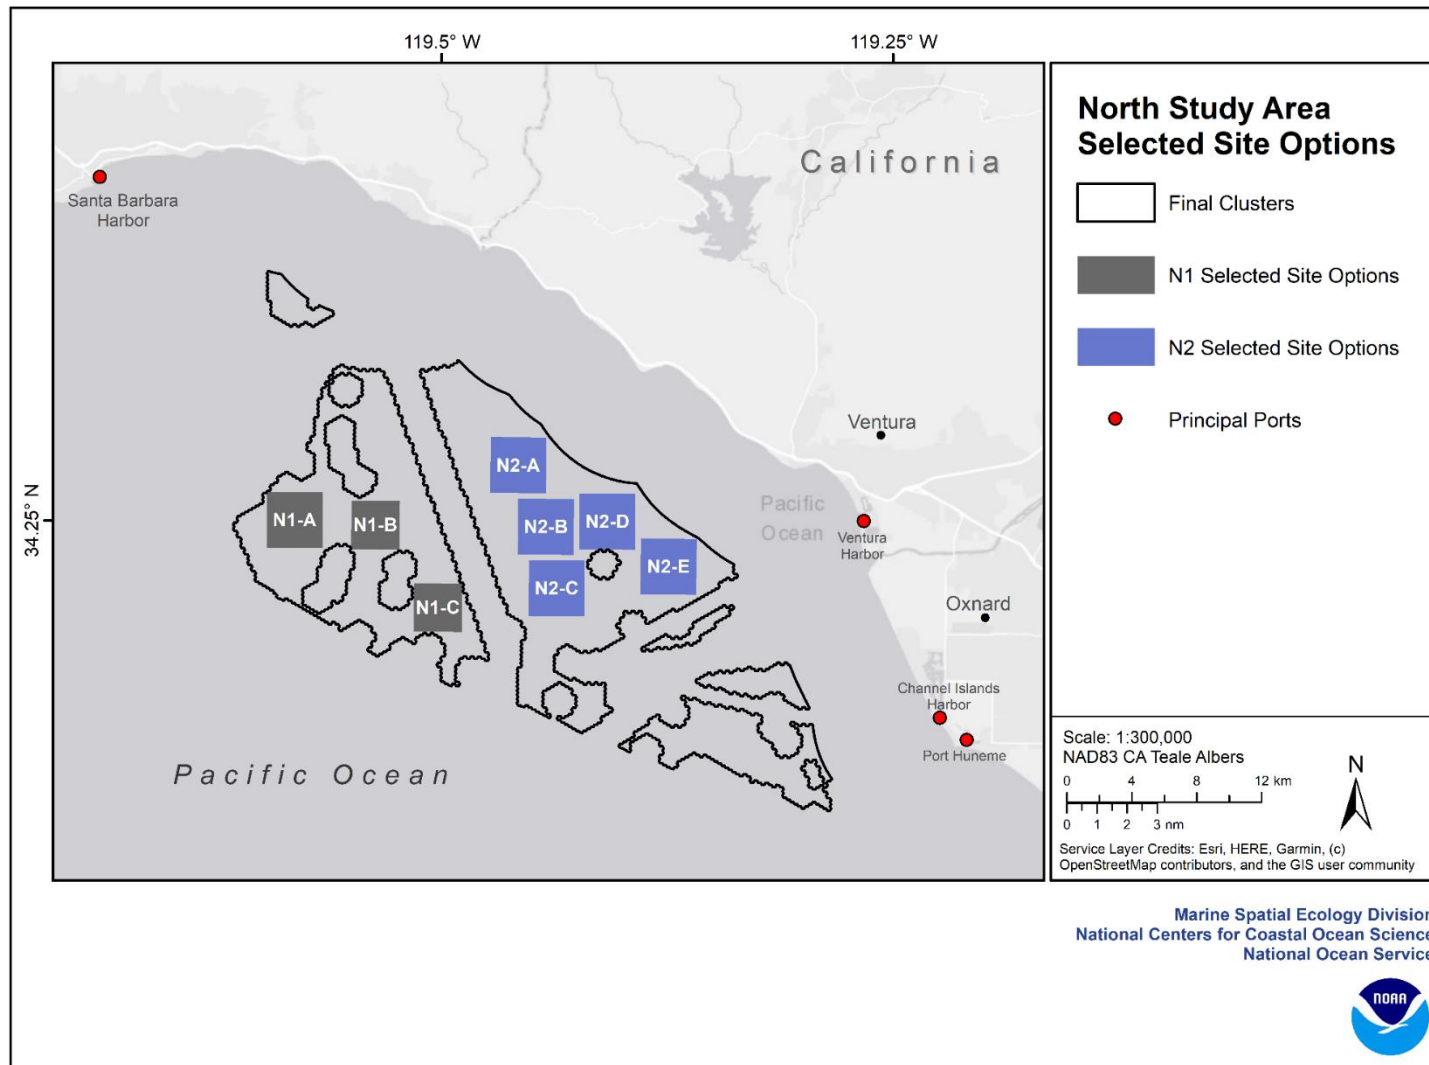 119.5° W
119.25° W
34.25° N
California
Santa Barbara
Harbor
Ventura
Pacific
Ocean
Ventura
Harbor
Oxnard
Channel Islands
Harbor
Port Huneme
Pacific Ocean
N1-A
N1-B
N1-C
N2-A
N2-B
N2-D
N2-C
N2-E
North Study Area
Selected Site Options
Final Clusters
N1 Selected Site Options
N2 Selected Site Options
Principal Ports
Scale: 1:300,000
NAD83 CA Teale Albers
0 4 8 12 km
0 1 2 3 nm
N
Service Layer Credits: Esri, HERE, Garmin, (c)
OpenStreetMap contributors, and the GIS user community
Marine Spatial Ecology Division
National Centers for Coastal Ocean Science
National Ocean Service
NOAA